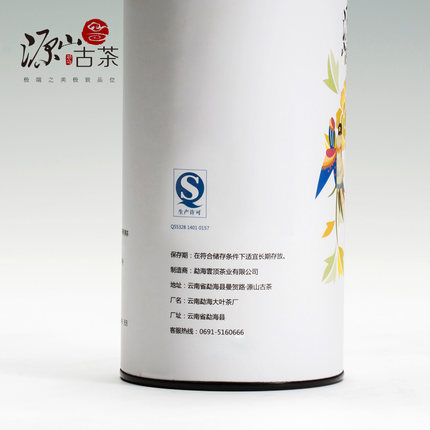 源山古茶
极端之美极致品位
QS
生产许可
QS5328 1401 0157
保存期：在符合储存条件下适宜长期存放。
制造商：勐海雲顶茶业有限公司
地址：云南省勐海县曼贺路·源山古茶
厂名：云南勐海大叶茶厂
厂址：云南省勐海县
客服热线：0691-5160666